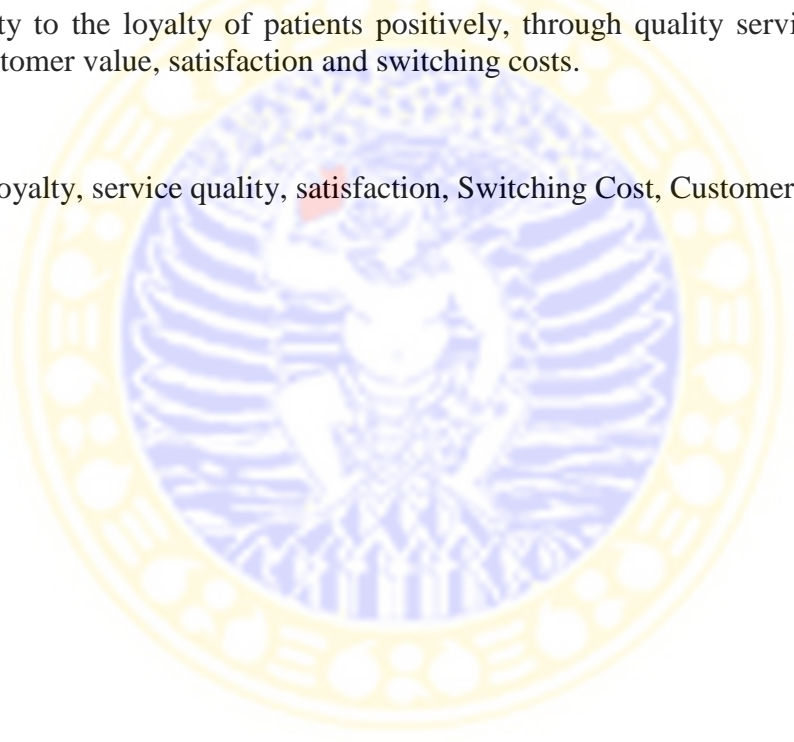 ty to the loyalty of patients positively, through quality servi
tomer value, satisfaction and switching costs.
oyalty, service quality, satisfaction, Switching Cost, Customer